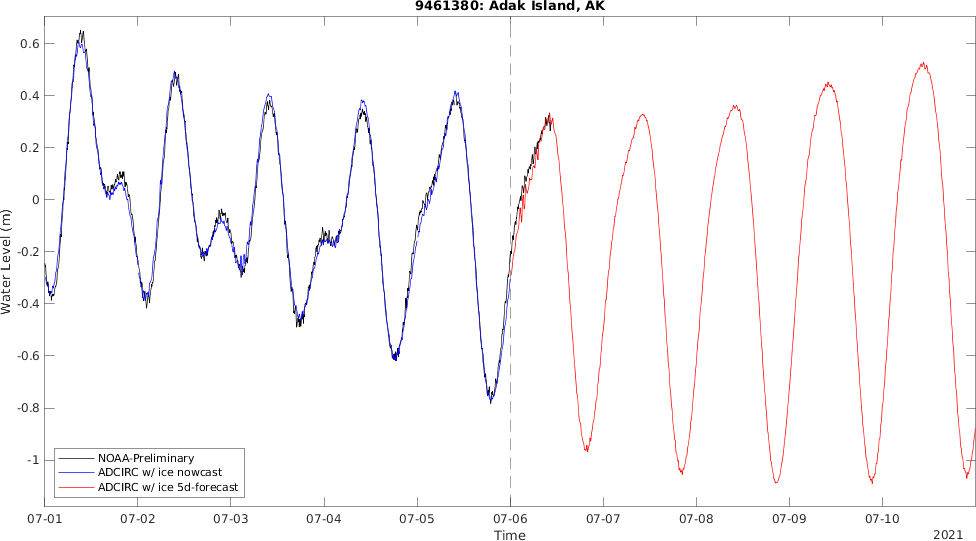 9461380: Adak Island, AK
Water Level (m)
0.6
0.4
0.2
0
-0.2
-0.4
-0.6
-0.8
-1
NOAA-Preliminary
ADCIRC w/ ice nowcast
ADCIRC w/ ice 5d-forecast
07-01 07-02 07-03 07-04 07-05 07-06 07-07 07-08 07-09 07-10
Time
2021